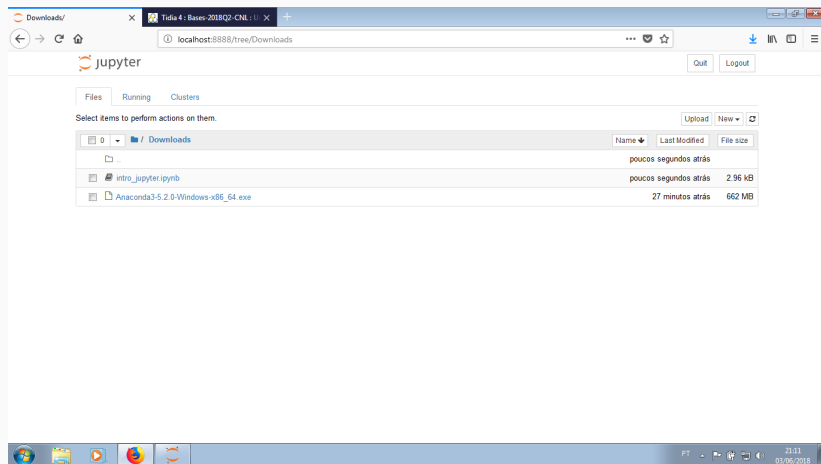 Downloads/
Tidia 4 : Bases-2018Q2-CNL : U
localhost:8888/tree/Downloads
jupyter
Quit
Logout
Files Running Clusters
Select items to perform actions on them.
Upload New
0 / Downloads
Name Last Modified File size
.. poucos segundos atrás
intro_jupyter.ipynb poucos segundos atrás 2.96 kB
Anaconda3-5.2.0-Windows-x86_64.exe 27 minutos atrás 662 MB
PT
21:11
03/06/2018